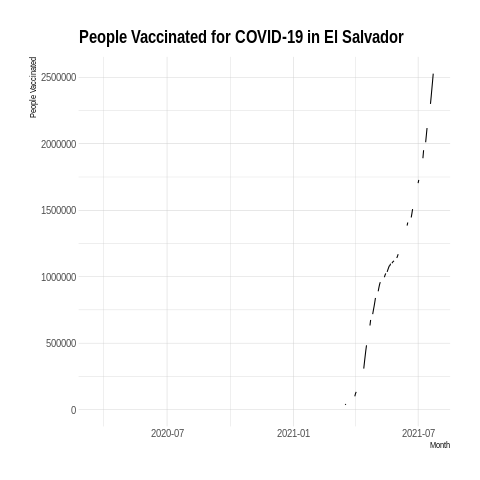 People Vaccinated for COVID-19 in El Salvador
People Vaccinated
2500000
2000000
1500000
1000000
500000
0
2020-07 2021-01 2021-07
Month